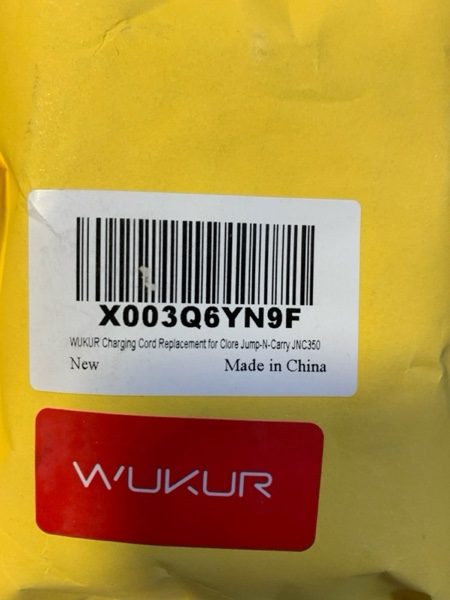 X003Q6YN9F
WUKUR Charging Cord Replacement for Clore Jump-N-Carry JNC350
New Made in China
WUKUR